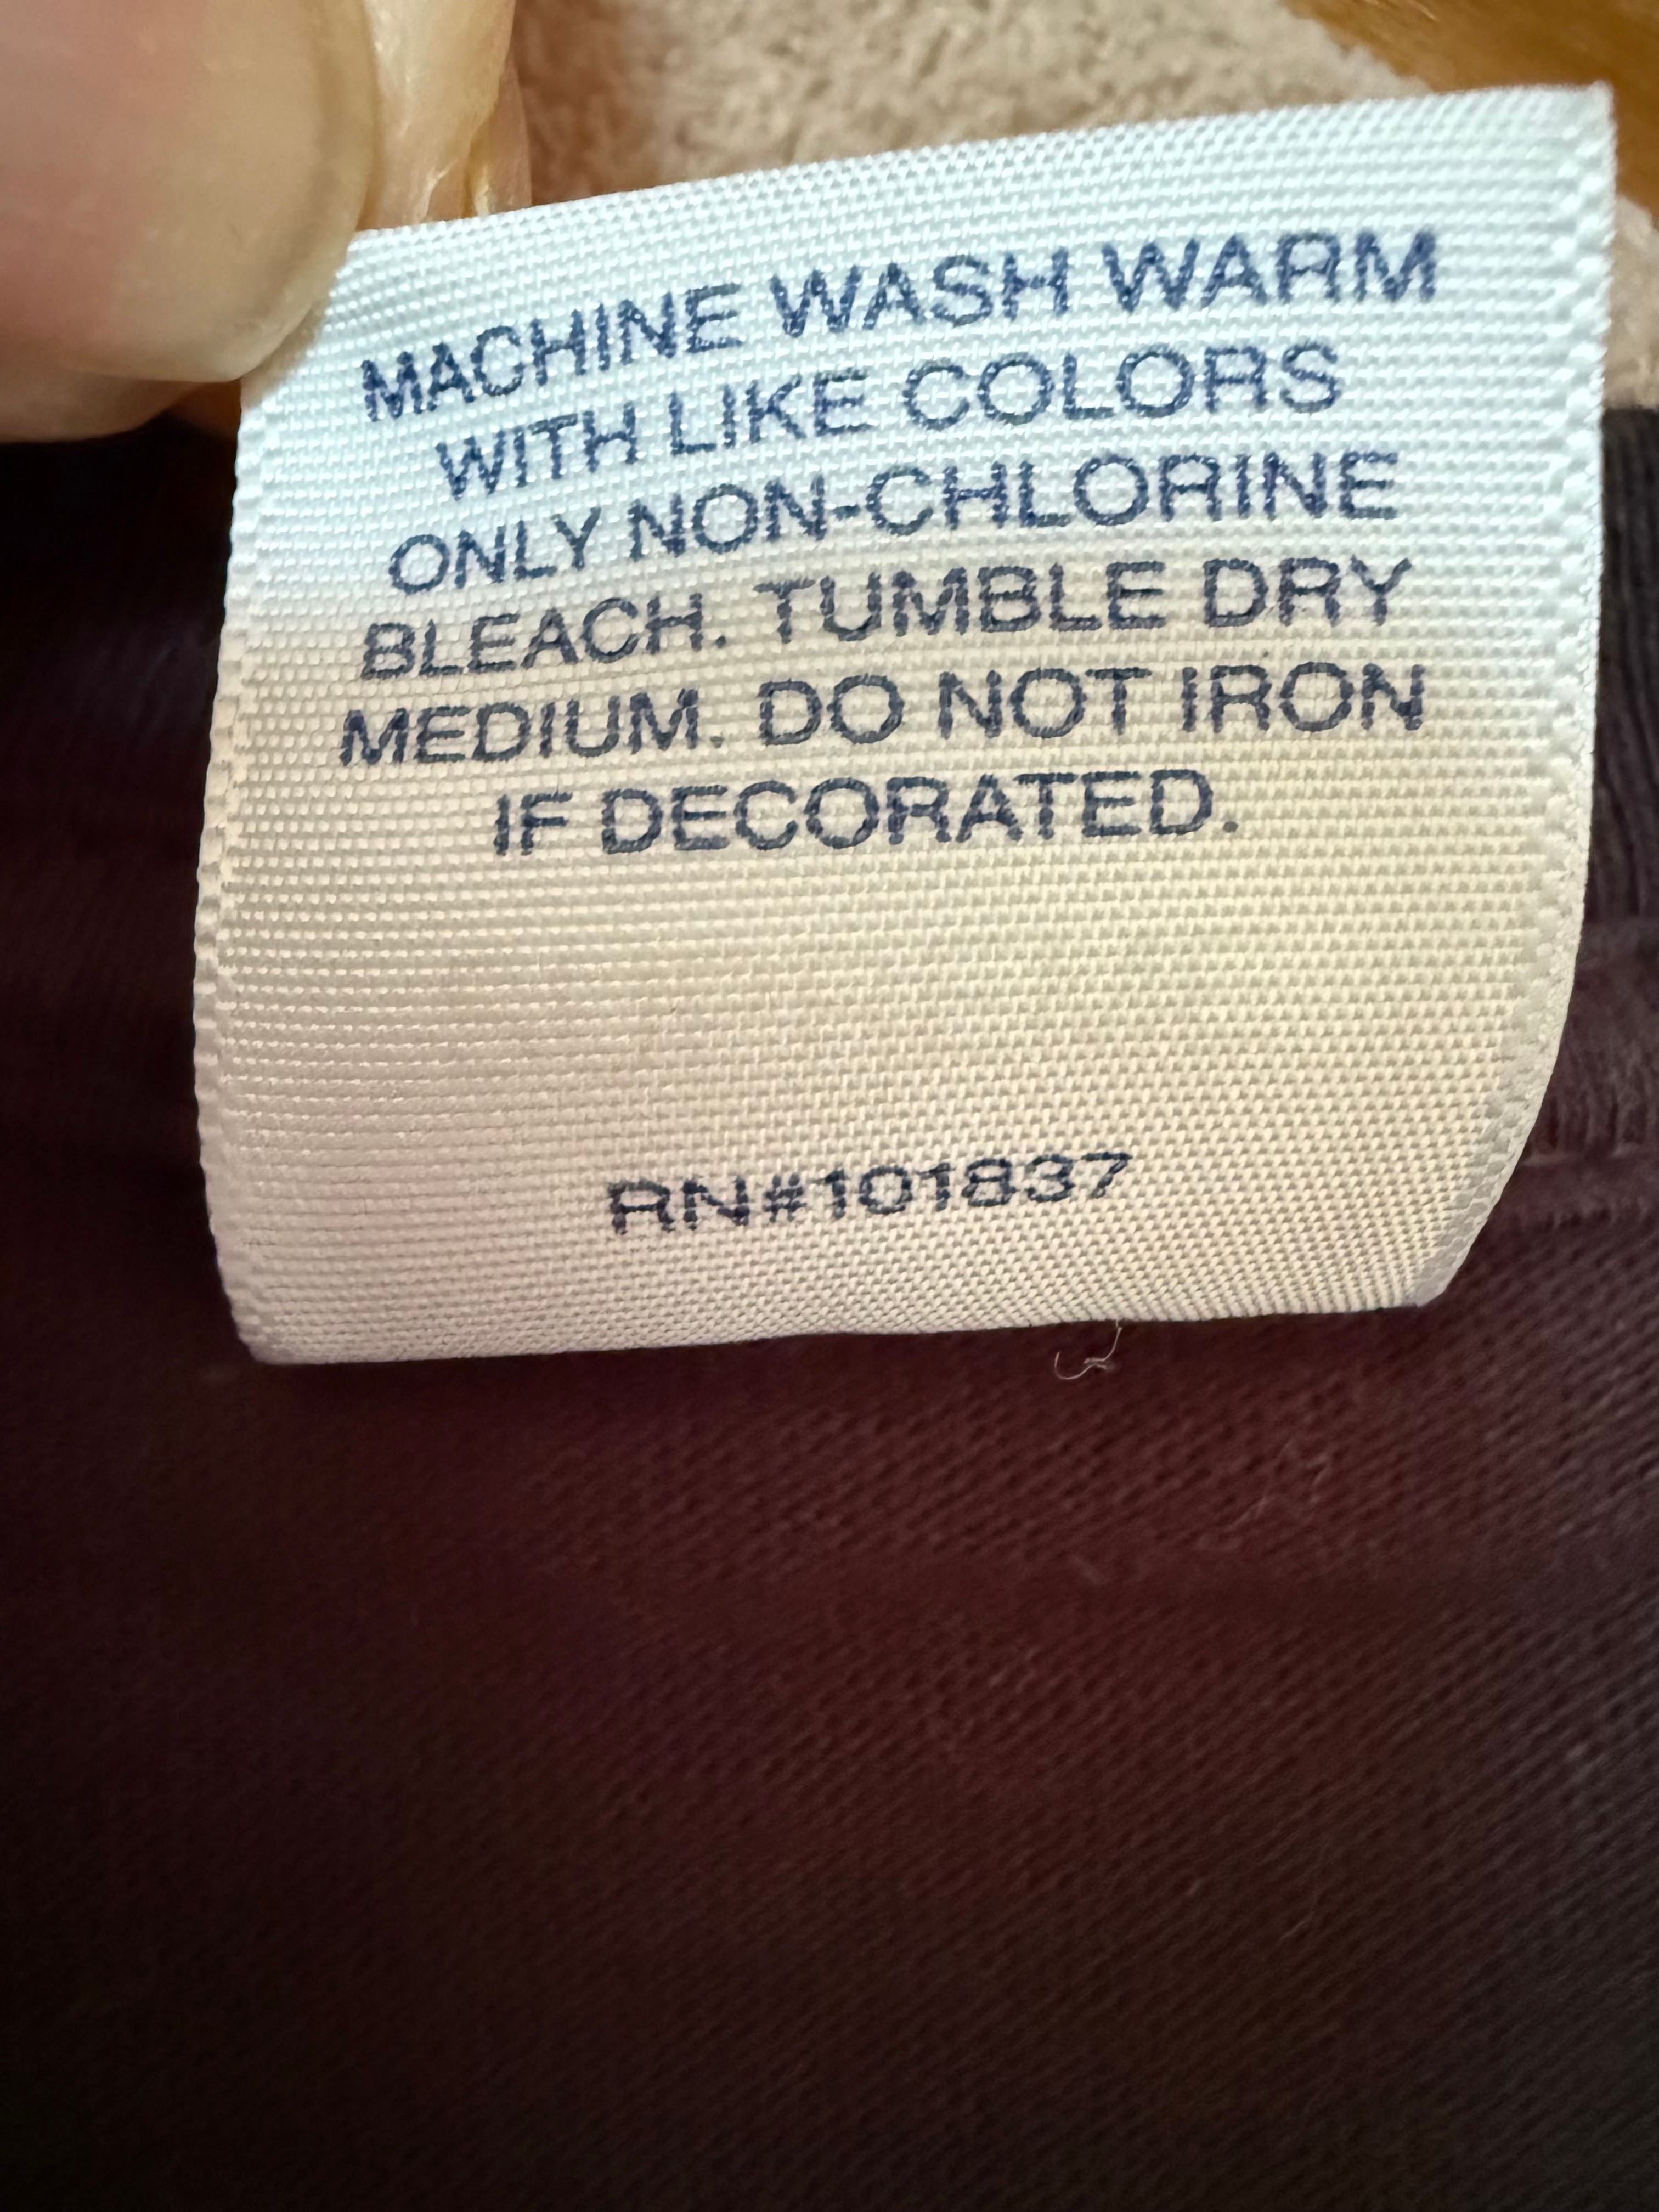 MACHINE WASH WARM
WITH LIKE COLORS
ONLY NON-CHLORINE
BLEACH. TUMBLE DRY
MEDIUM. DO NOT IRON
IF DECORATED.
RN#101837